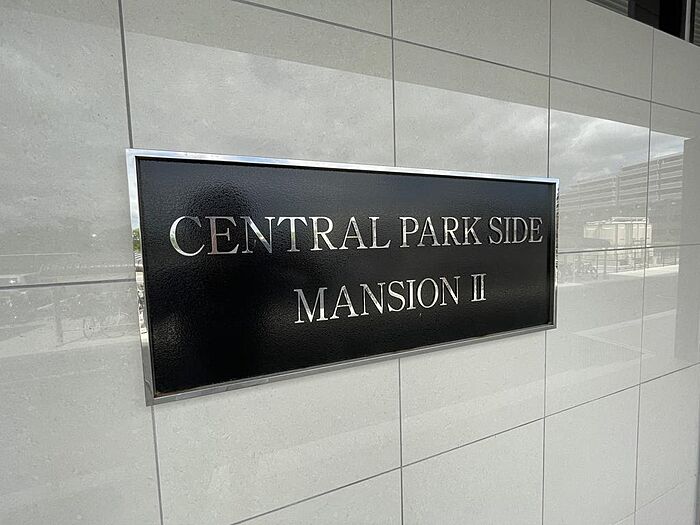 CENTRAL PARK SIDE
MANSION Ⅱ